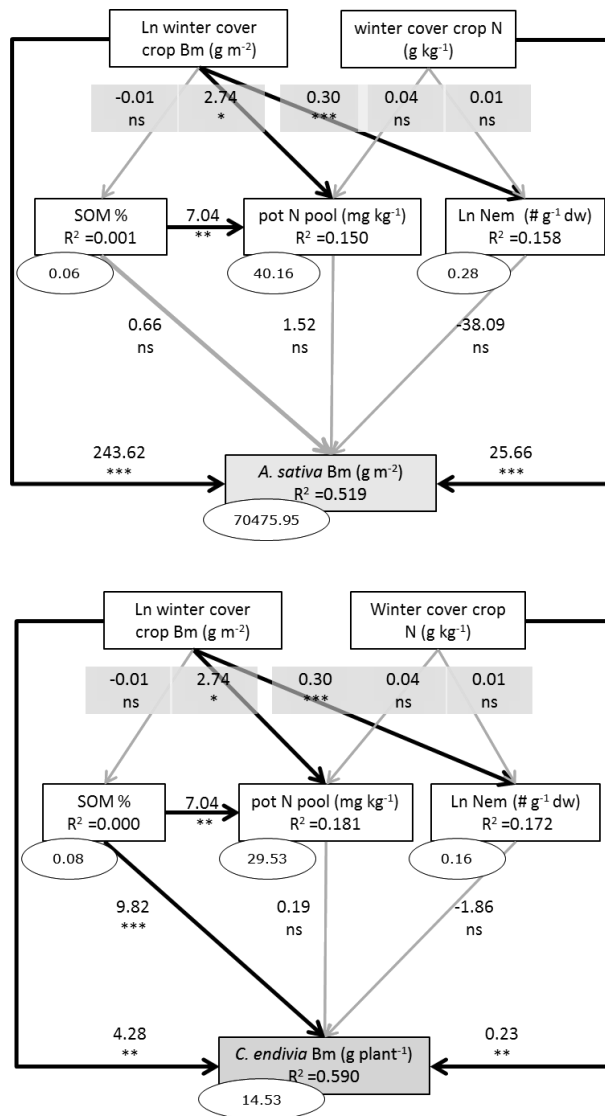 Ln winter cover
crop Bm (g m⁻²)
winter cover crop N
(g kg⁻¹)
-0.01
ns
2.74
*
0.30
***
0.04
ns
0.01
ns
SOM %
R² =0.001
0.06
7.04
**
pot N pool (mg kg⁻¹)
R² =0.150
40.16
Ln Nem (# g⁻¹ dw)
R² =0.158
0.28
0.66
ns
1.52
ns
-38.09
ns
243.62
***
A. sativa Bm (g m⁻²)
R² =0.519
70475.95
25.66
***
Ln winter cover
crop Bm (g m⁻²)
Winter cover crop
N (g kg⁻¹)
-0.01
ns
2.74
*
0.30
***
0.04
ns
0.01
ns
SOM %
R² =0.000
0.08
7.04
**
pot N pool (mg kg⁻¹)
R² =0.181
29.53
Ln Nem (# g⁻¹ dw)
R² =0.172
0.16
9.82
***
0.19
ns
-1.86
ns
4.28
**
C. endivia Bm (g plant⁻¹)
R² =0.590
14.53
0.23
**